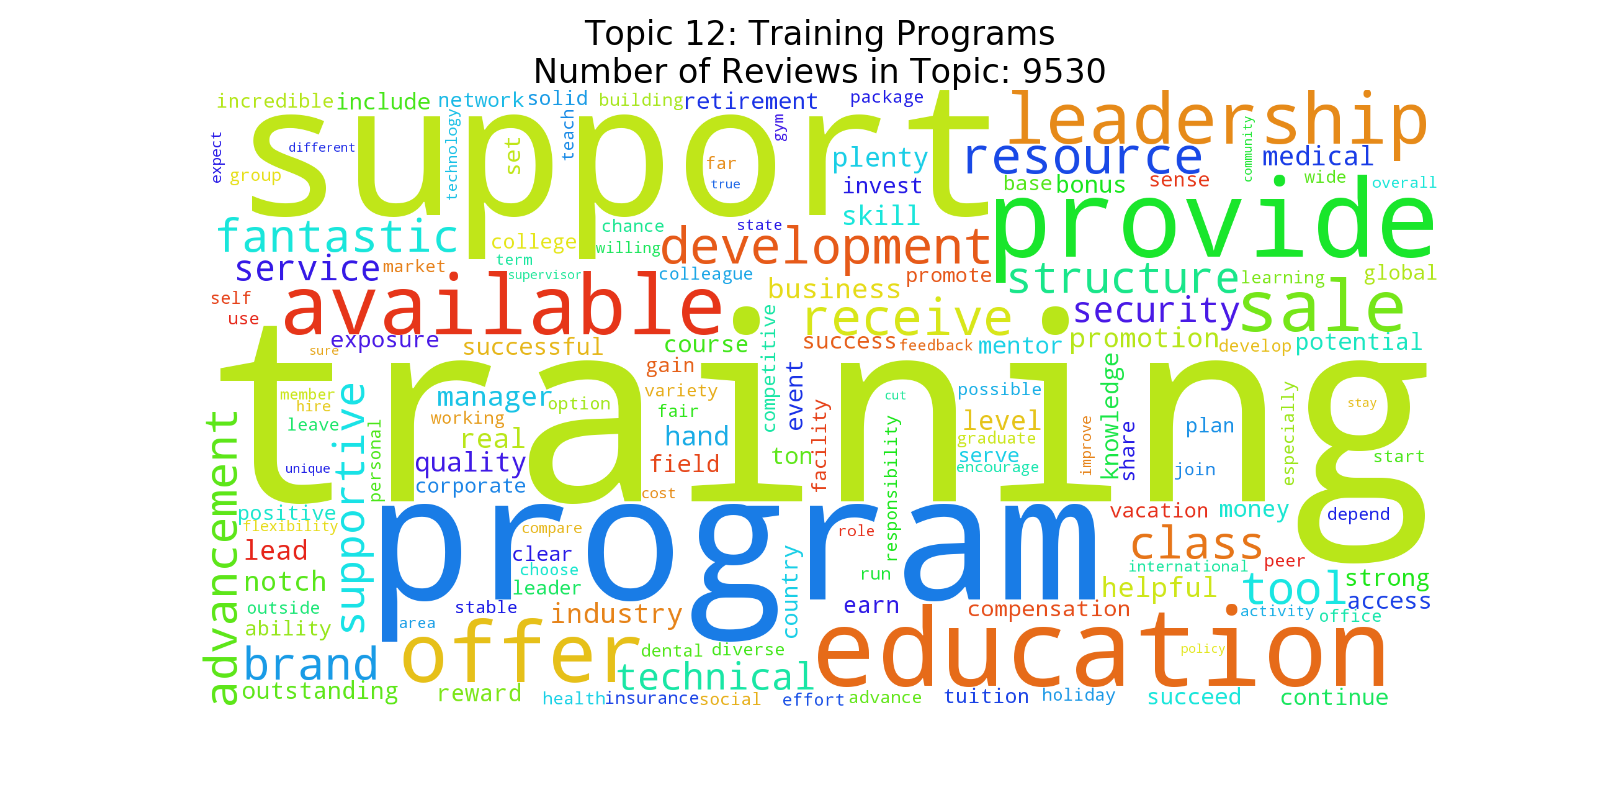 Topic 12: Training Programs
Number of Reviews in Topic: 9530
incredible include network solid building retirement package
support leadership
expect different technology teach set gym
group far true
plenty resource medical community
invest base bonus sense wide overall
provide
fantastic skill
chance state
college willing development
service market term supervisor colleague promote structure learning global
self use available business receive security sale
exposure successful course competitive success feedback mentor promotion develop potential
sure gain
training
member hire manager option variety event possible level knowledge especially stay
leave working fair cut
supportive personal real hand facility responsibility graduate improve share plan
advancement unique quality field ton serve encourage join start
corporate cost
positive flexibility vacation money depend
program
lead compare role class peer
notch clear choose leader run country international helpful tool strong
outside stable earn compensation activity access office
ability area industry
brand offer education policy
dental diverse
technical
outstanding reward health insurance social effort advance tuition holiday succeed continue